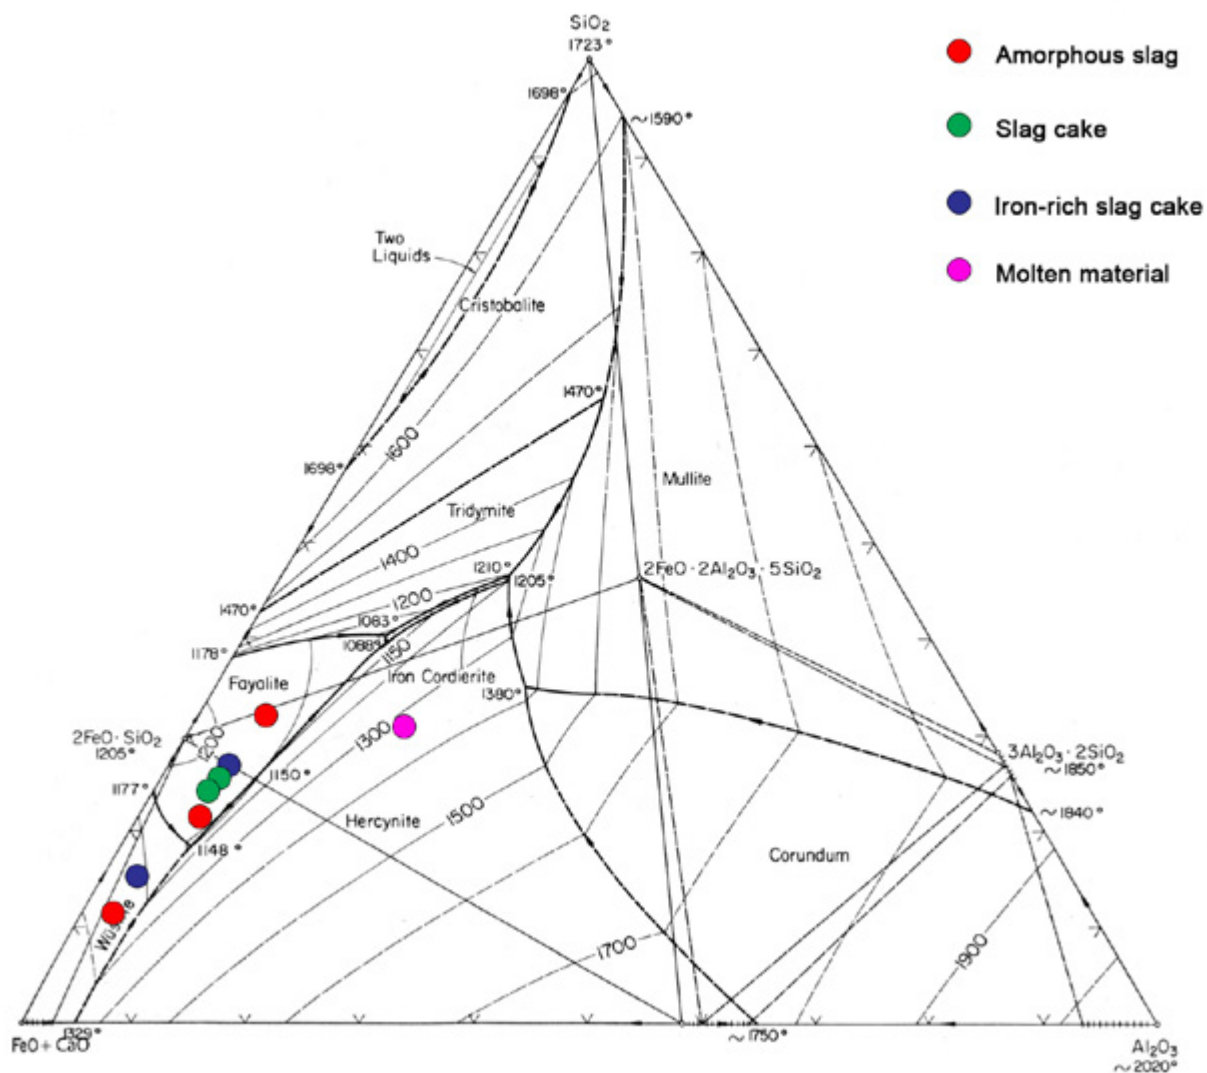 SiO₂
1723°
1698°
~1590°
Amorphous slag
Slag cake
Iron-rich slag cake
Molten material
Two
Liquids
Cristobalite
1600
1470°
1698°
Mullite
Tridymite
1400
1210°
1205°
2FeO·2Al₂O₃·5SiO₂
1470°
1200
1083°
1088°
1178°
1150
Fayalite
Iron Cordierite
1380°
2FeO·SiO₂
1205°
1200
1300
3Al₂O₃·2SiO₂
~1850°
1177°
1150°
~1840°
1500
Hercynite
1148°
Corundum
1700
1900
1329°
~1750°
FeO+CaO
Al₂O₃
~2020°